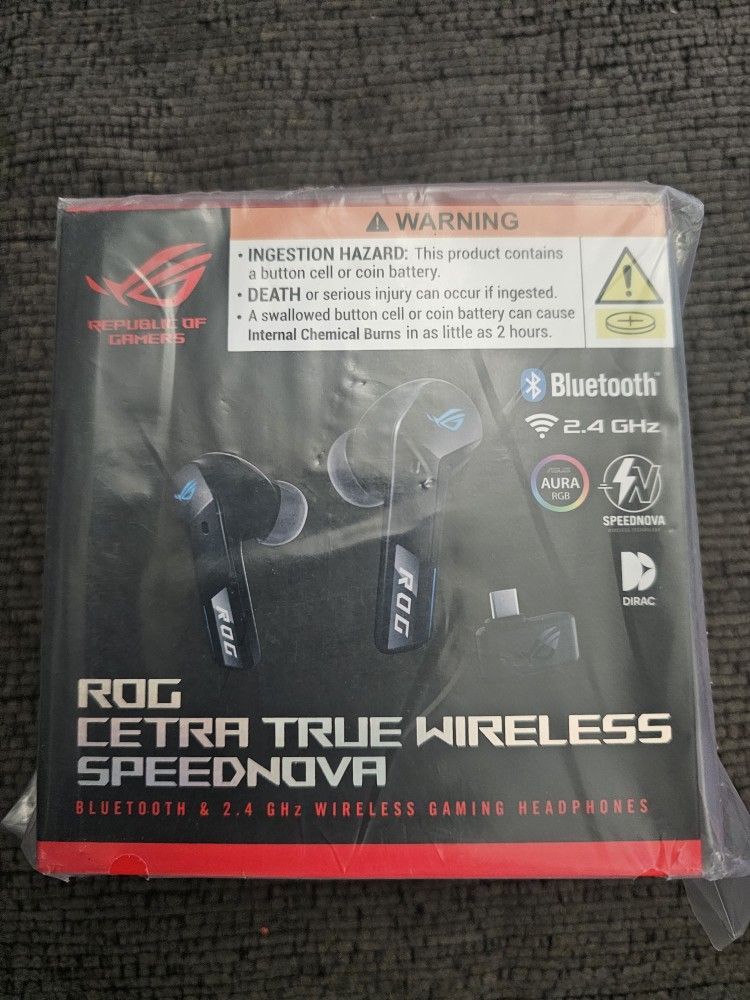 WARNING
• INGESTION HAZARD: This product contains
a button cell or coin battery.
• DEATH or serious injury can occur if ingested.
• A swallowed button cell or coin battery can cause
Internal Chemical Burns in as little as 2 hours.
REPUBLIC OF
GAMERS
Bluetooth
2.4 GHz
ASUS
AURA
RGB
SPEEDNOVA
WIRELESS TECHNOLOGY
DIRAC
ROG
ROG
ROG
CETRA TRUE WIRELESS
SPEEDNOVA
BLUETOOTH & 2.4 GHz WIRELESS GAMING HEADPHONES